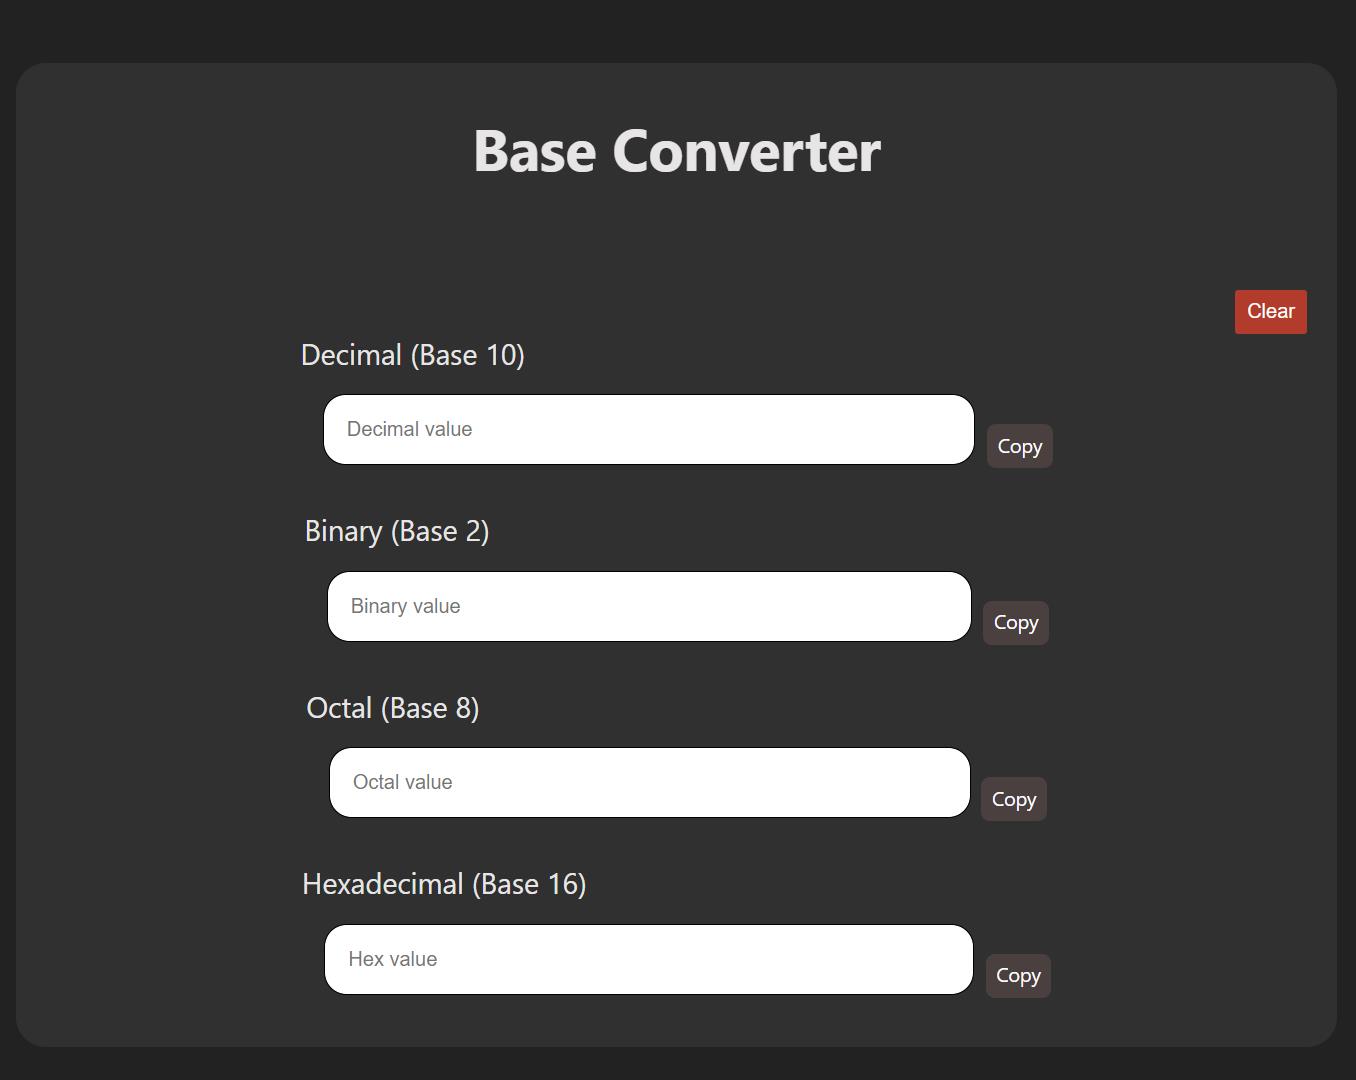 Base Converter
Clear
Decimal (Base 10)
Decimal value
Copy
Binary (Base 2)
Binary value
Copy
Octal (Base 8)
Octal value
Copy
Hexadecimal (Base 16)
Hex value
Copy